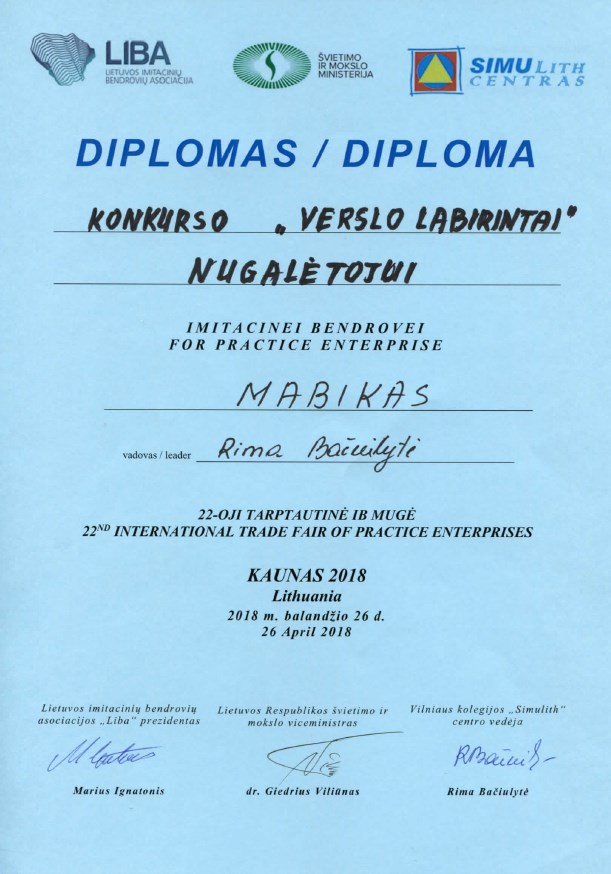 LIBA
LIETUVOS IMITACINIŲ
BENDROVIŲ ASOCIACIJA
ŠVIETIMO
IR MOKSLO
MINISTERIJA
SIMULITH
CENTRAS
DIPLOMAS / DIPLOMA
KONKURSO „VERSLO LABIRINTAI"
NUGALĖTOJUI
IMITACINEI BENDROVEI
FOR PRACTICE ENTERPRISE
MABIKAS
vadovas / leader Rima Bačiulytė
22-OJI TARPTAUTINĖ IB MUGĖ
22ND INTERNATIONAL TRADE FAIR OF PRACTICE ENTERPRISES
KAUNAS 2018
Lithuania
2018 m. balandžio 26 d.
26 April 2018
Lietuvos imitacinių bendrovių
asociacijos „Liba" prezidentas
Marius Ignatonis
Lietuvos Respublikos švietimo ir
mokslo viceministras
dr. Giedrius Viliūnas
Vilniaus kolegijos „Simulith"
centro vedėja
Rima Bačiulytė